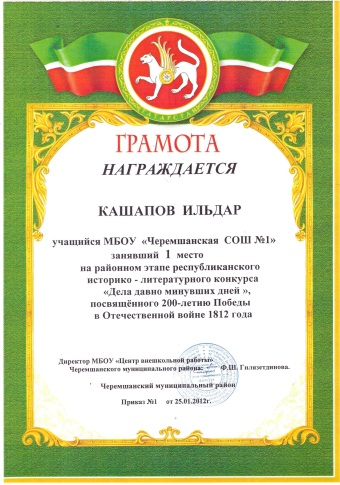 ТАТАРСТАН
ГРАМОТА
НАГРАЖДАЕТСЯ
КАШАПОВ ИЛЬДАР
учащийся МБОУ «Черемшанская СОШ №1»
занявший 1 место
на районном этапе республиканского
историко - литературного конкурса
«Дела давно минувших дней »,
посвящённого 200-летию Победы
в Отечественной войне 1812 года
Директор МБОУ «Центр внешкольной работы»
Черемшанского муниципального района: Ф.Ш. Гилязетдинова.
Черемшанский муниципальный район
Приказ №1 от 25.01.2012г.